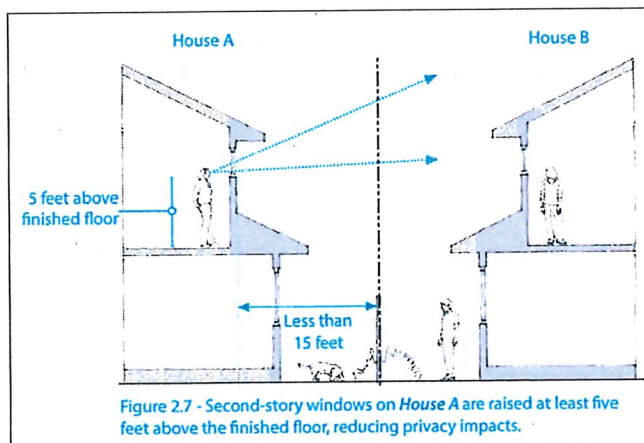 House A
House B
5 feet above
finished floor
Less than
15 feet
Figure 2.7 - Second-story windows on House A are raised at least five
feet above the finished floor, reducing privacy impacts.